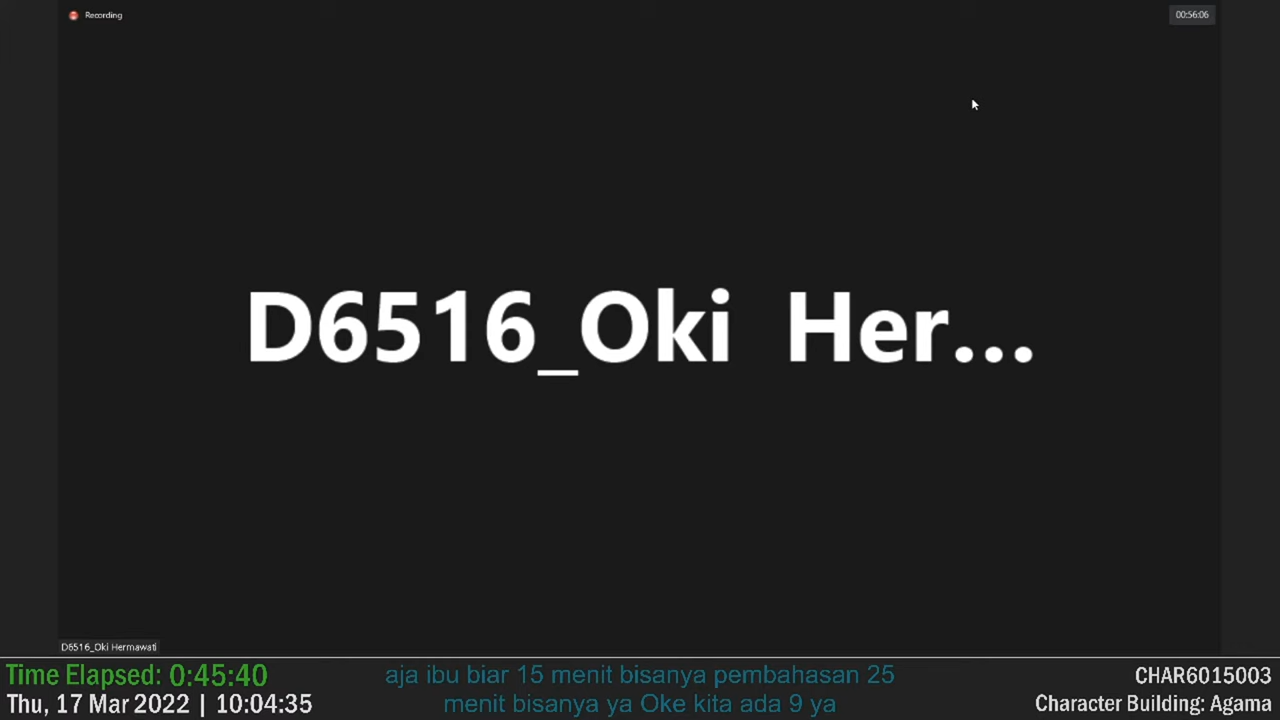 Recording
00:56:06
D6516_Oki Her...
D6516_Oki Hermawati
Time Elapsed: 0:45:40
Thu, 17 Mar 2022 | 10:04:35
aja ibu biar 15 menit bisanya pembahasan 25
menit bisanya ya Oke kita ada 9 ya
CHAR6015003
Character Building: Agama